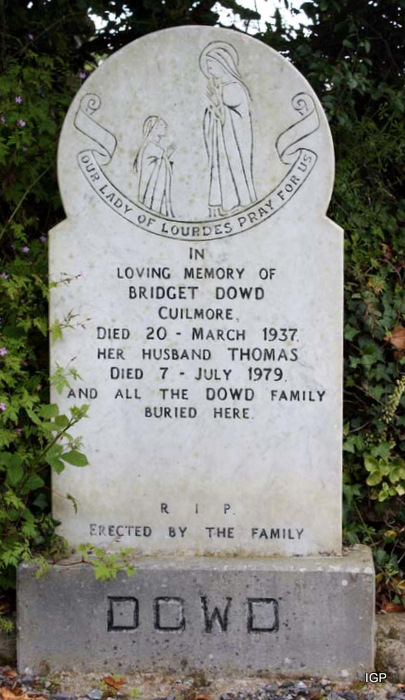 OUR LADY OF LOURDES PRAY FOR US
IN
LOVING MEMORY OF
BRIDGET DOWD
CUILMORE,
DIED 20 - MARCH 1937.
HER HUSBAND THOMAS
DIED 7 - JULY 1979.
AND ALL THE DOWD FAMILY
BURIED HERE.
R I P.
ERECTED BY THE FAMILY
DOWD
IGP